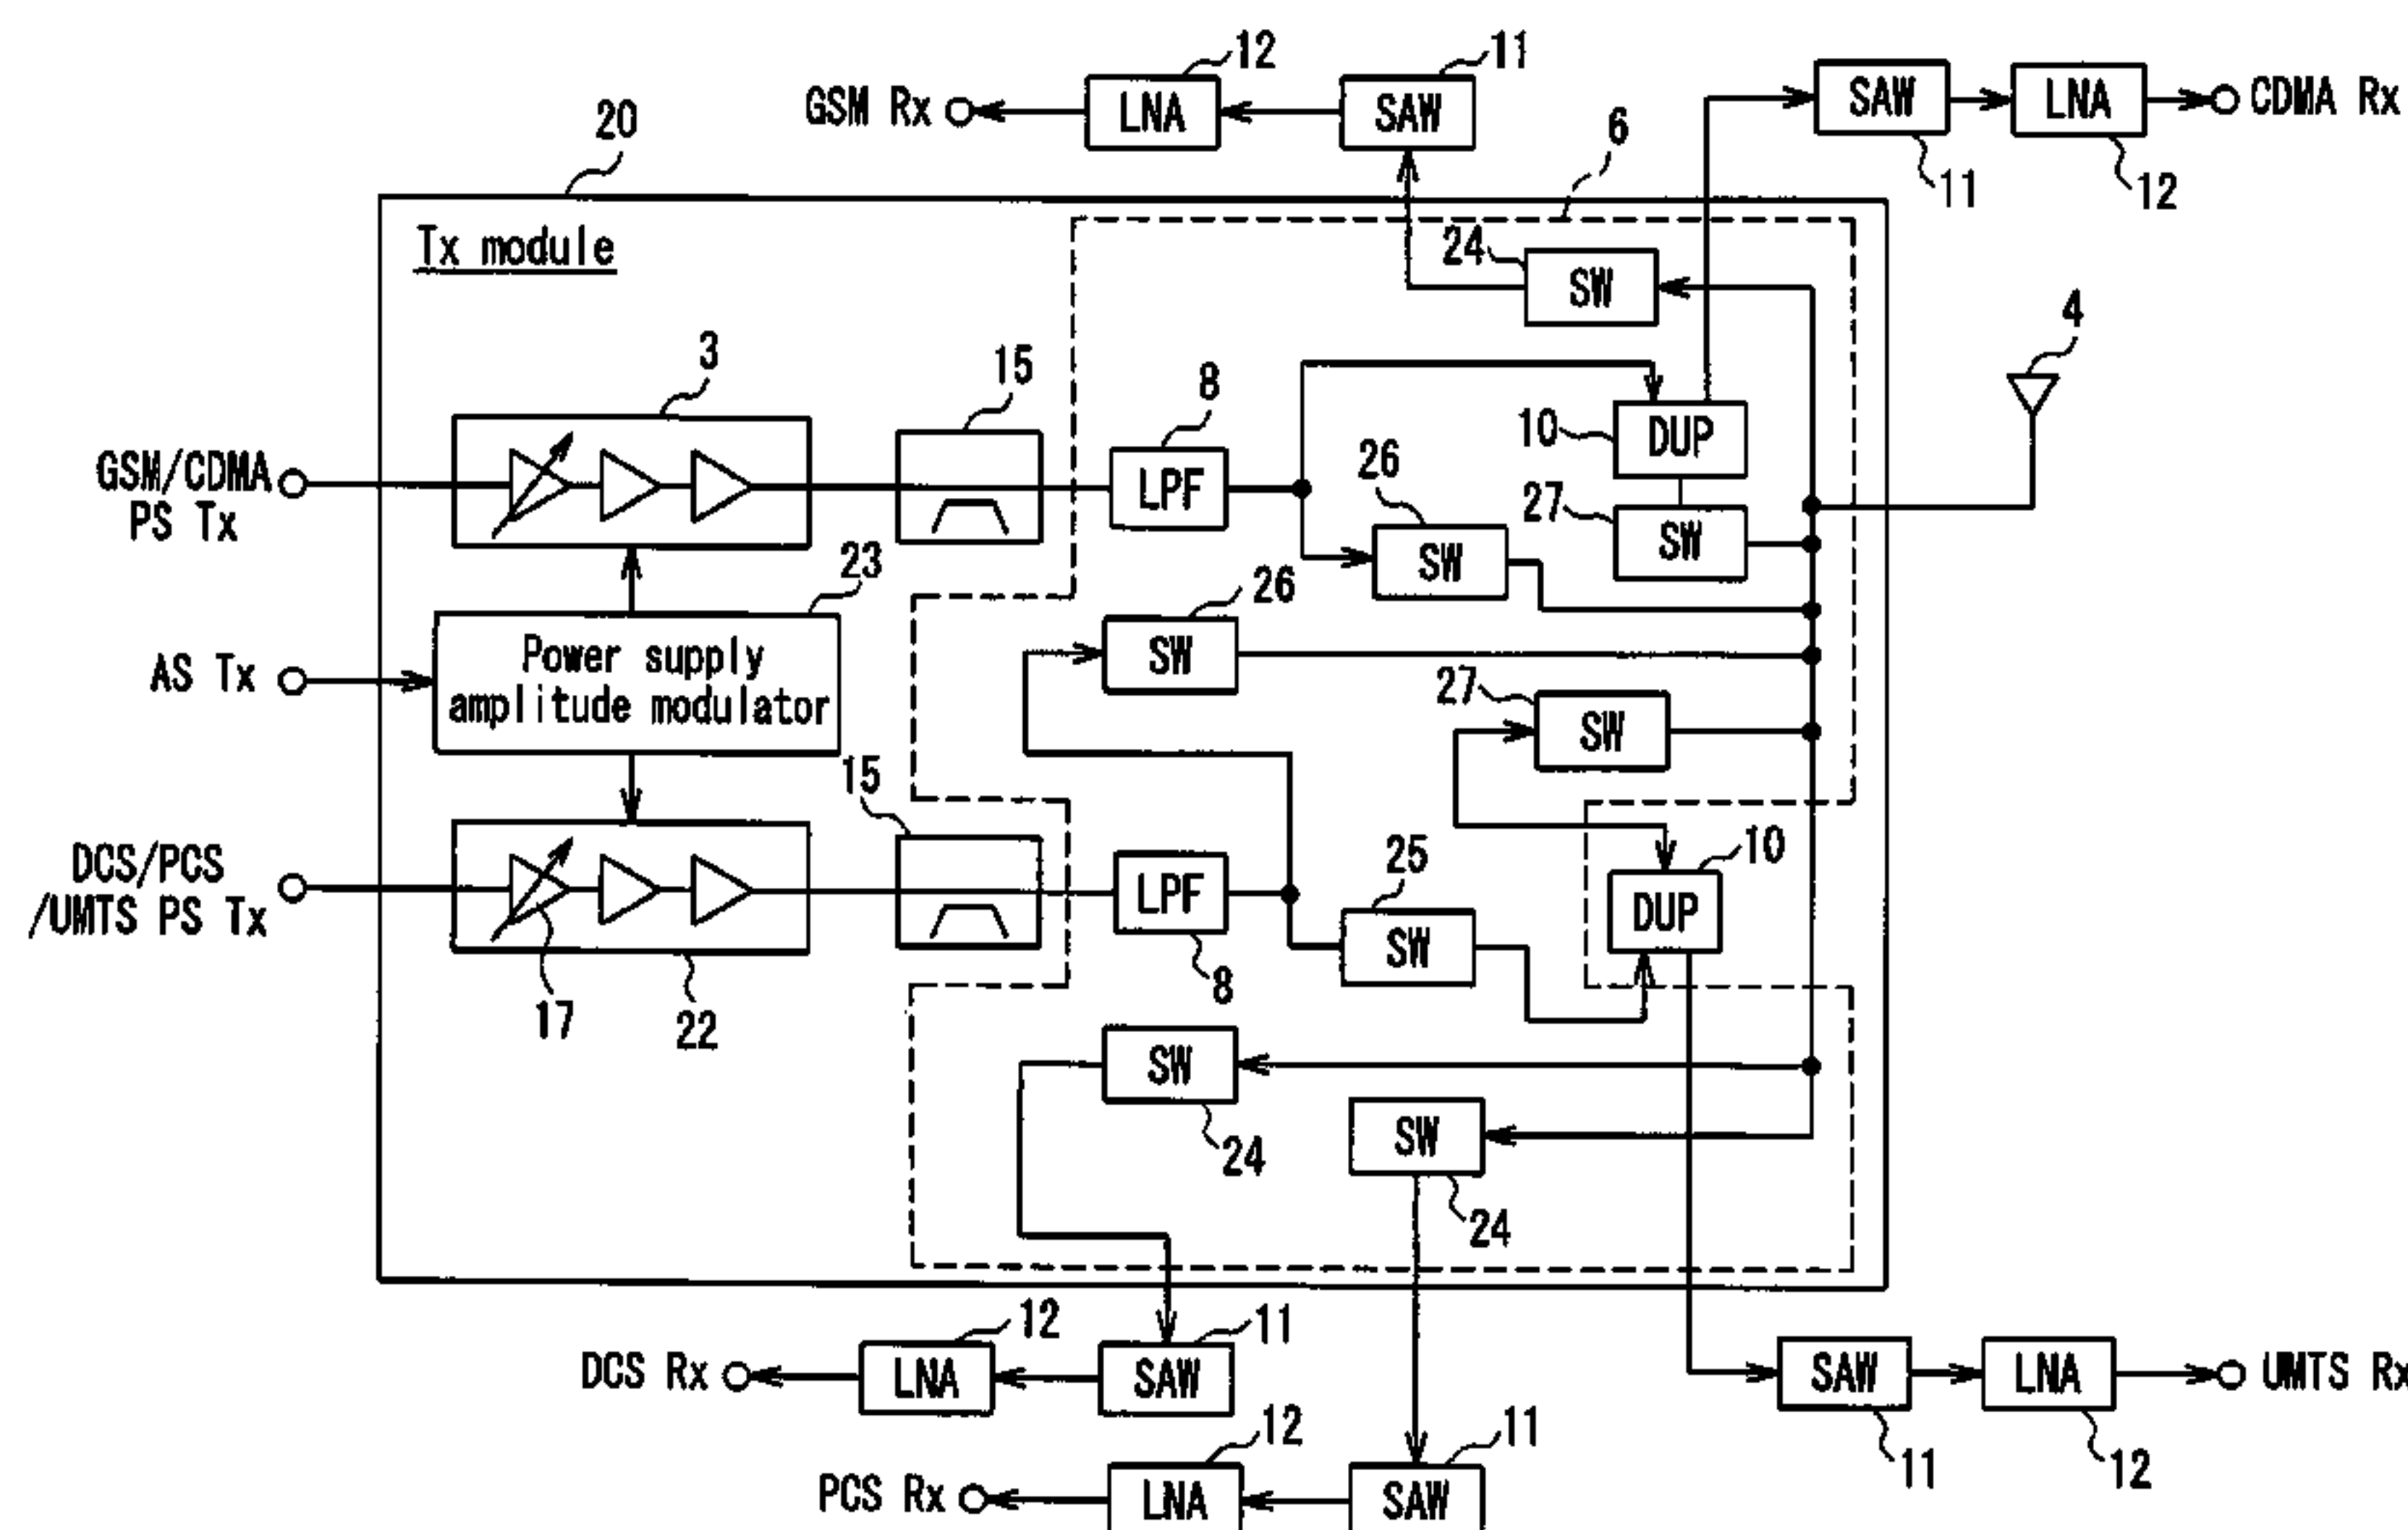 12
11
GSM Rx
LNA
SAW
SAW
LNA
CDMA Rx
20
6
11
12
Tx module
24
SW
4
3
15
8
10
DUP
GSM/CDMA
PS Tx
LPF
26
SW
27
SW
23
26
AS Tx
Power supply
amplitude modulator
SW
27
SW
15
25
10
DCS/PCS
/UMTS PS Tx
LPF
SW
DUP
17
22
8
SW
24
SW
24
12
11
DCS Rx
LNA
SAW
SAW
LNA
UMTS Rx
12
11
11
12
PCS Rx
LNA
SAW